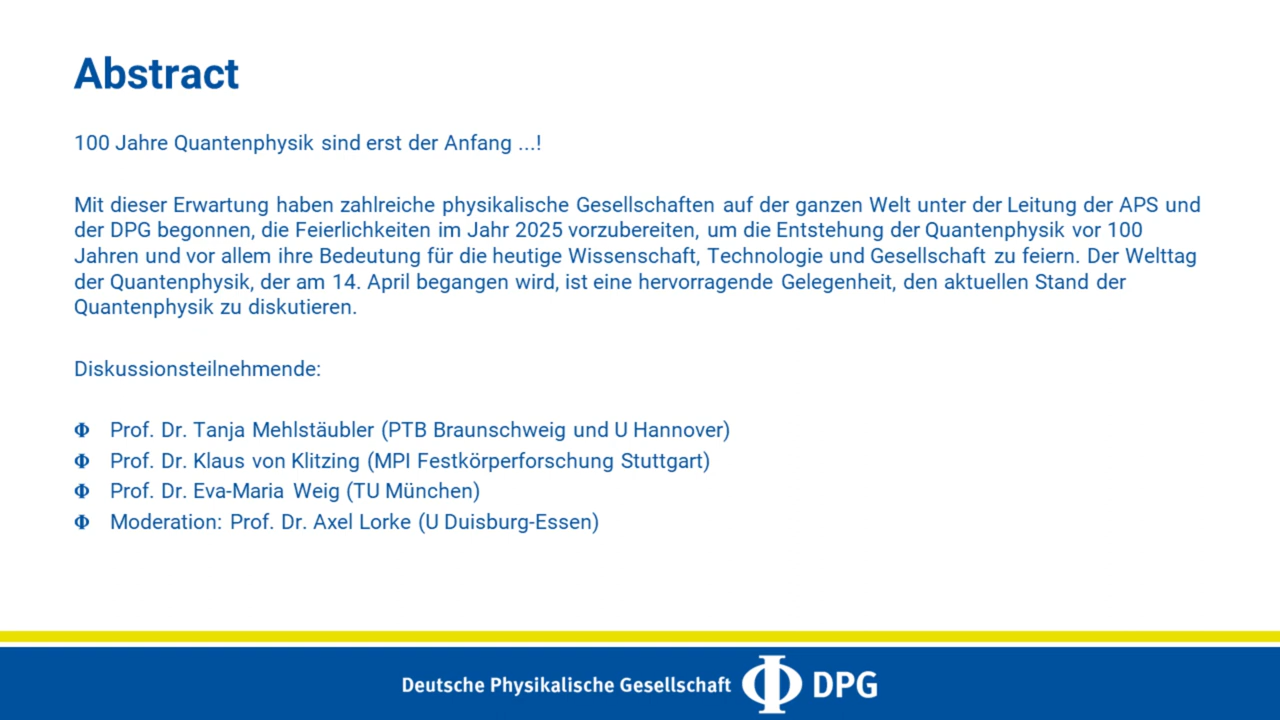 Abstract
100 Jahre Quantenphysik sind erst der Anfang ...!
Mit dieser Erwartung haben zahlreiche physikalische Gesellschaften auf der ganzen Welt unter der Leitung der APS und
der DPG begonnen, die Feierlichkeiten im Jahr 2025 vorzubereiten, um die Entstehung der Quantenphysik vor 100
Jahren und vor allem ihre Bedeutung für die heutige Wissenschaft, Technologie und Gesellschaft zu feiern. Der Welttag
der Quantenphysik, der am 14. April begangen wird, ist eine hervorragende Gelegenheit, den aktuellen Stand der
Quantenphysik zu diskutieren.
Diskussionsteilnehmende:
Φ Prof. Dr. Tanja Mehlstäubler (PTB Braunschweig und U Hannover)
Φ Prof. Dr. Klaus von Klitzing (MPI Festkörperforschung Stuttgart)
Φ Prof. Dr. Eva-Maria Weig (TU München)
Φ Moderation: Prof. Dr. Axel Lorke (U Duisburg-Essen)
Deutsche Physikalische Gesellschaft Φ DPG